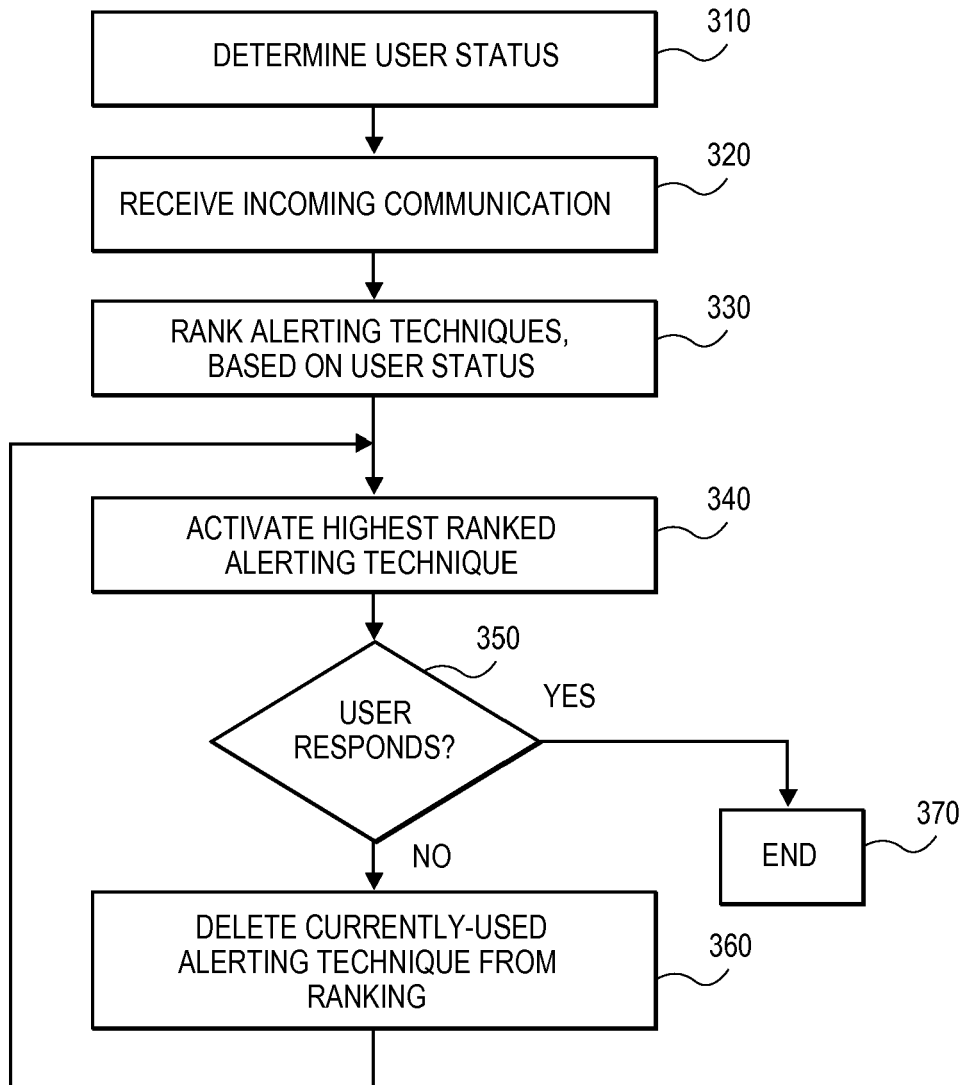 310
DETERMINE USER STATUS
320
RECEIVE INCOMING COMMUNICATION
330
RANK ALERTING TECHNIQUES,
BASED ON USER STATUS
340
ACTIVATE HIGHEST RANKED
ALERTING TECHNIQUE
350
YES
USER
RESPONDS?
370
END
NO
DELETE CURRENTLY-USED
ALERTING TECHNIQUE FROM
RANKING
360